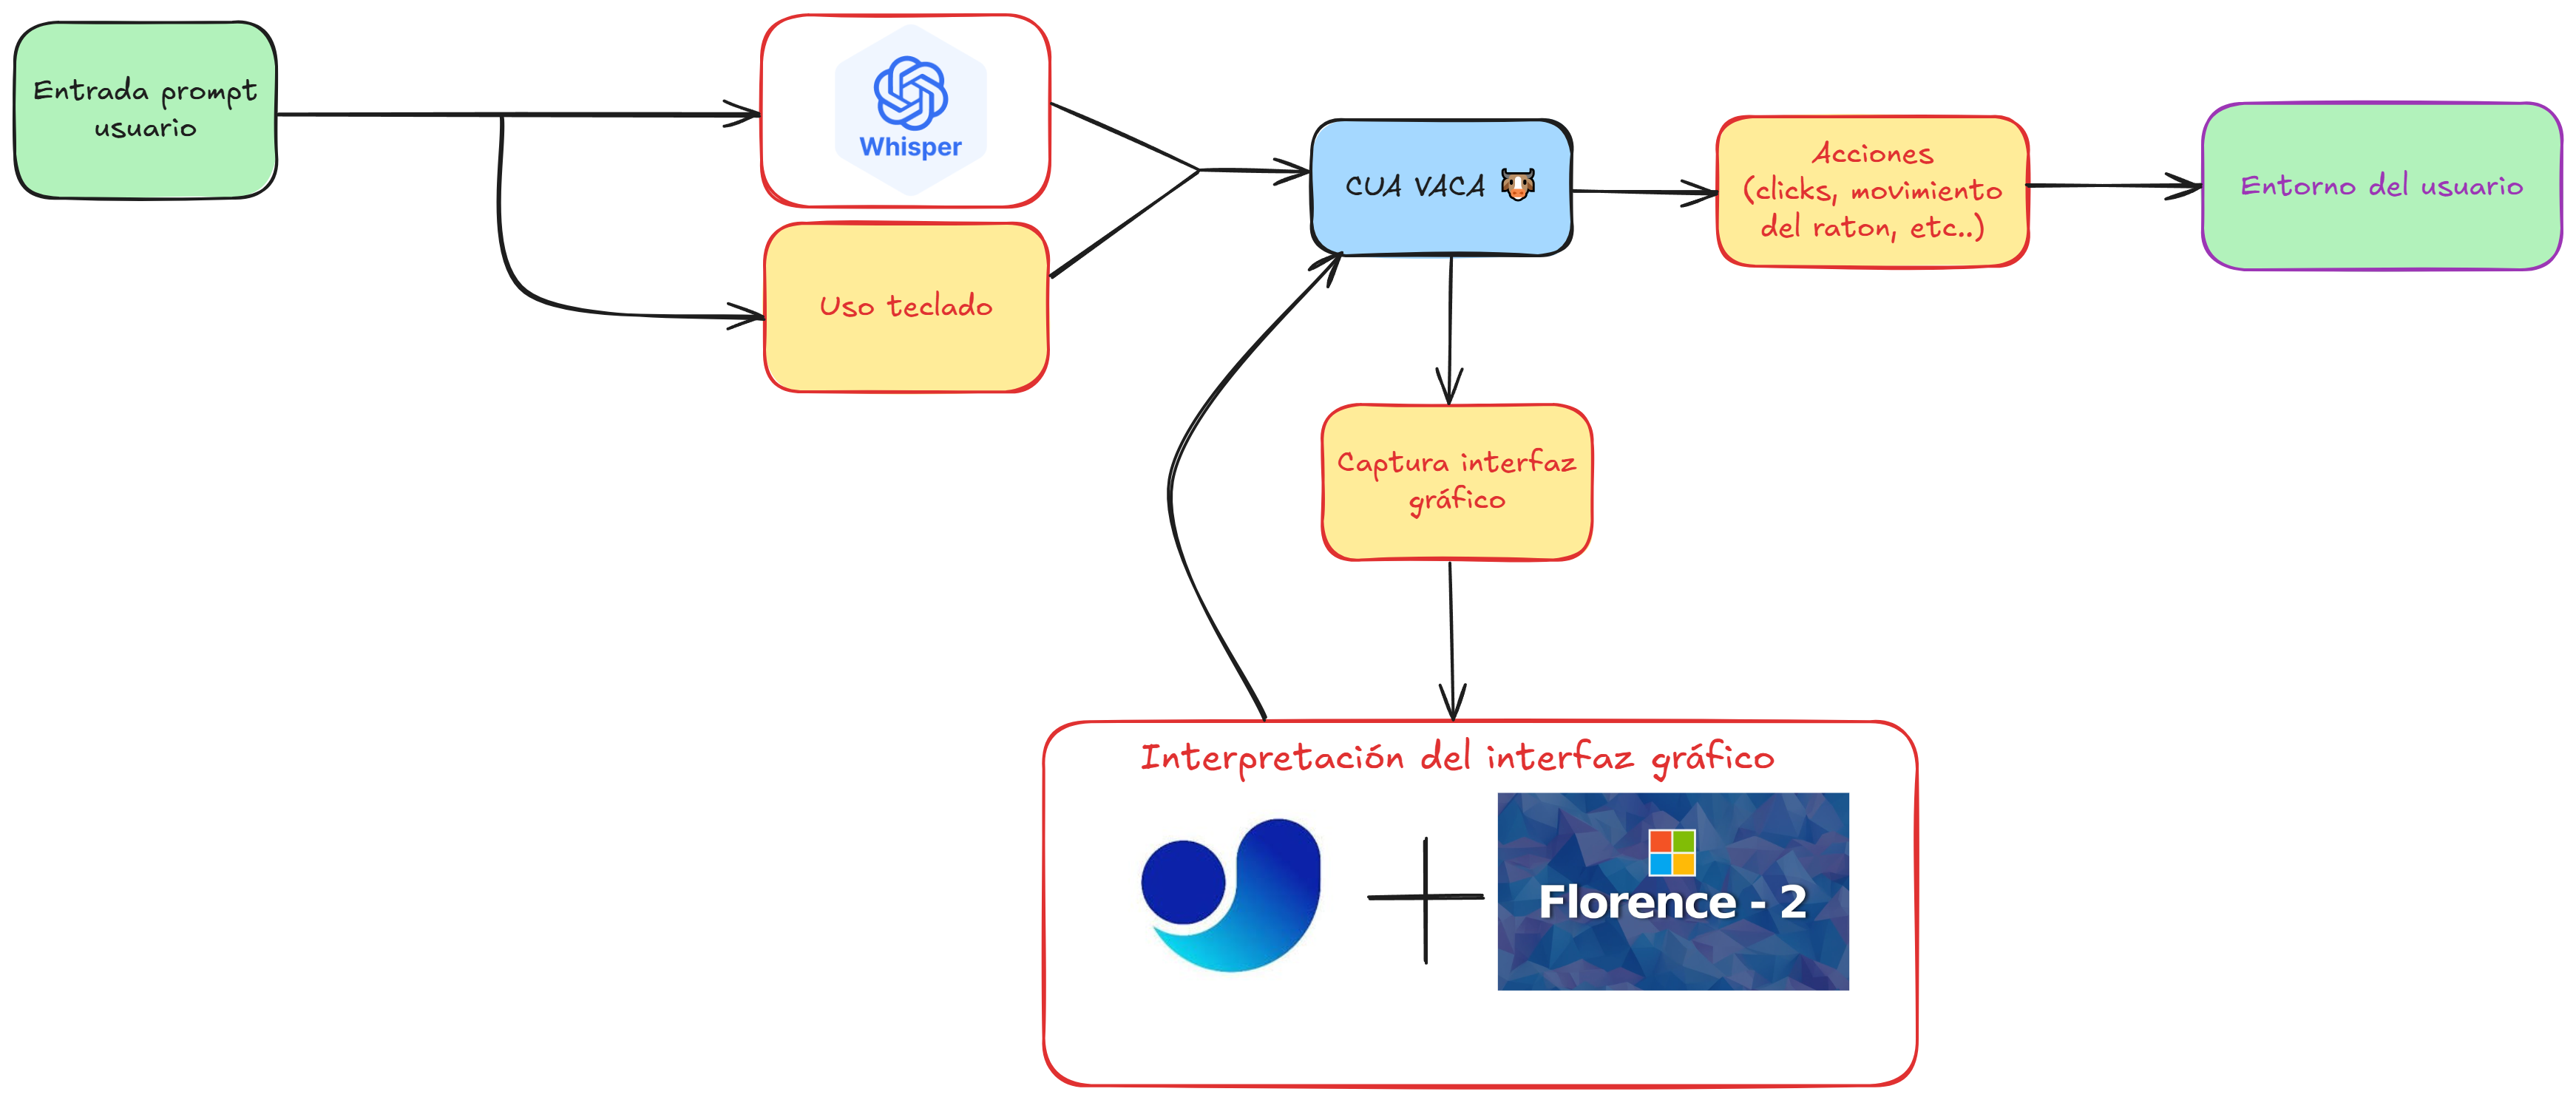 Entrada prompt
usuario
Whisper
Uso teclado
CUA VACA 🐮
Acciones
(clicks, movimiento
del raton, etc..)
Entorno del usuario
Captura interfaz
gráfico
Interpretación del interfaz gráfico
Florence - 2